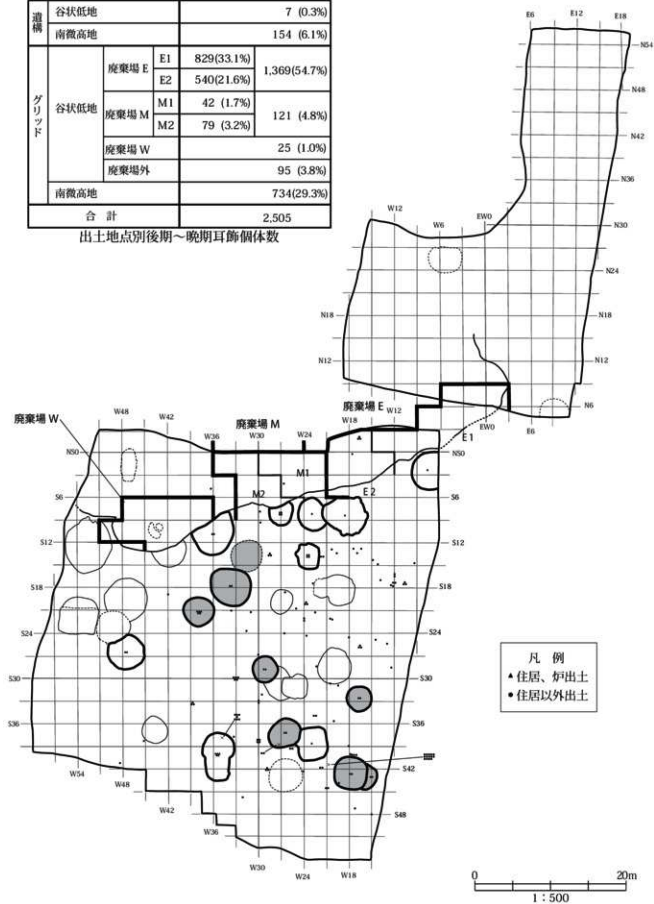 遺構 谷状低地 7 (0.3%)
南微高地 154 (6.1%)
グリッド 谷状低地 廃棄場 E E1 829(33.1%) 1,369(54.7%)
E2 540(21.6%)
廃棄場 M M1 42 (1.7%) 121 (4.8%)
M2 79 (3.2%)
廃棄場 W 25 (1.0%)
廃棄場外 95 (3.8%)
南微高地 734(29.3%)
合 計 2,505
出土地点別後期～晩期耳飾個体数
E6 E12 E18
N54
N48
N42
N36
W12 W6 EW0 N30
N24
N18 N18
N12 N12
廃棄場 W 廃棄場 M 廃棄場 E N6
W48 W42 W36 W30 W24 W18 W12 EW0 E6
E1
NS0 M1 NS0
S6 M2 E2 S6
S12 S12
S18 S18
S24 S24
S30 S30
S36 S36
S42
W54 W48 W42 W36 W30 W24 W18 S48
凡 例
▲ 住居、炉出土
● 住居以外出土
0 20m
1：500